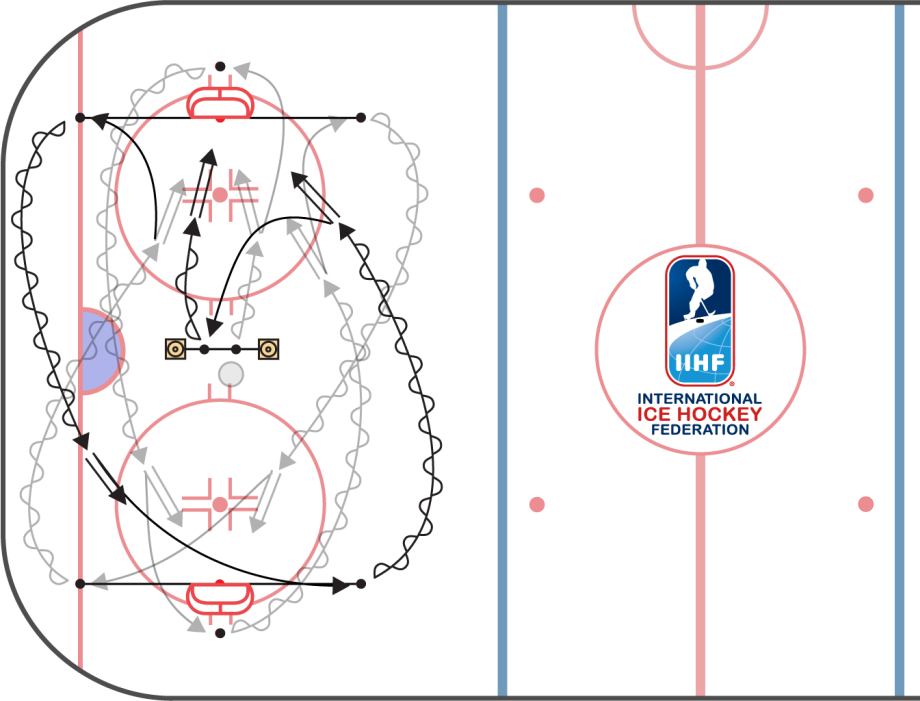 IIHF
INTERNATIONAL
ICE HOCKEY
FEDERATION